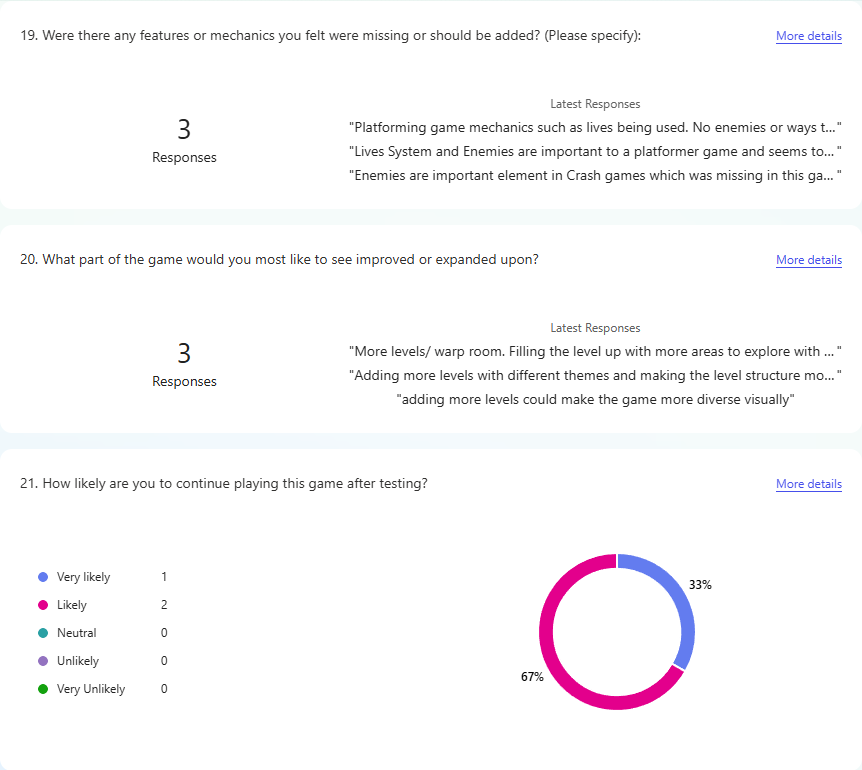 19. Were there any features or mechanics you felt were missing or should be added? (Please specify):
More details
3
Responses
Latest Responses
"Platforming game mechanics such as lives being used. No enemies or ways t..."
"Lives System and Enemies are important to a platformer game and seems to..."
"Enemies are important element in Crash games which was missing in this ga..."
20. What part of the game would you most like to see improved or expanded upon?
More details
3
Responses
Latest Responses
"More levels/ warp room. Filling the level up with more areas to explore with ..."
"Adding more levels with different themes and making the level structure mo..."
"adding more levels could make the game more diverse visually"
21. How likely are you to continue playing this game after testing?
More details
Very likely 1
Likely 2
Neutral 0
Unlikely 0
Very Unlikely 0
33%
67%